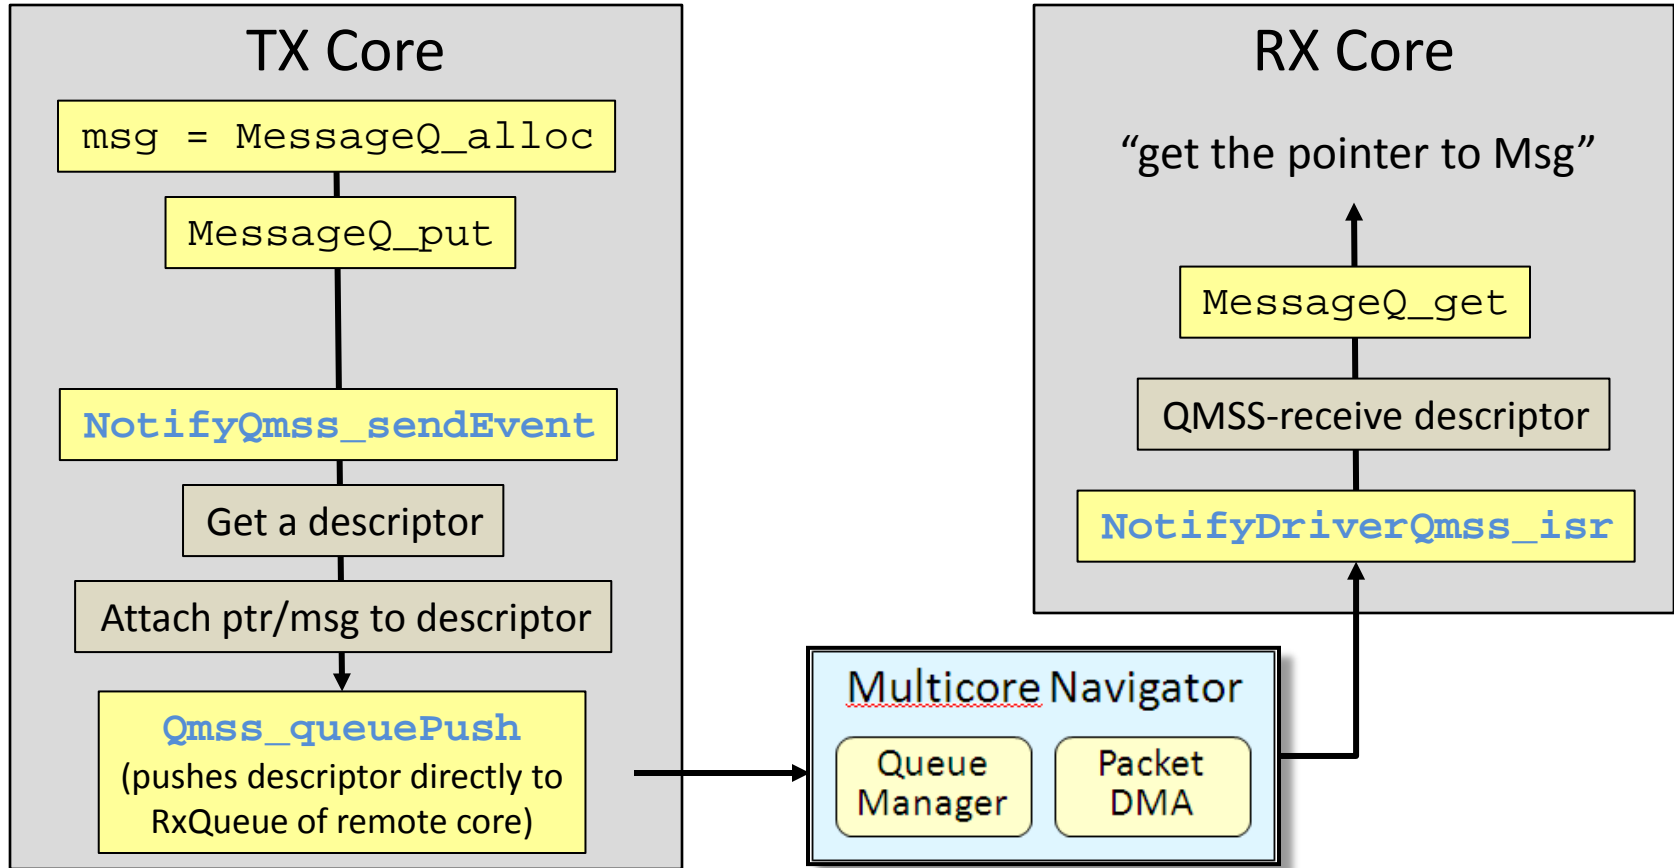 TX Core
msg = MessageQ_alloc
MessageQ_put
NotifyQmss_sendEvent
Get a descriptor
Attach ptr/msg to descriptor
Qmss_queuePush
(pushes descriptor directly to
RxQueue of remote core)
Multicore Navigator
Queue
Manager
Packet
DMA
RX Core
“get the pointer to Msg”
MessageQ_get
QMSS-receive descriptor
NotifyDriverQmss_isr